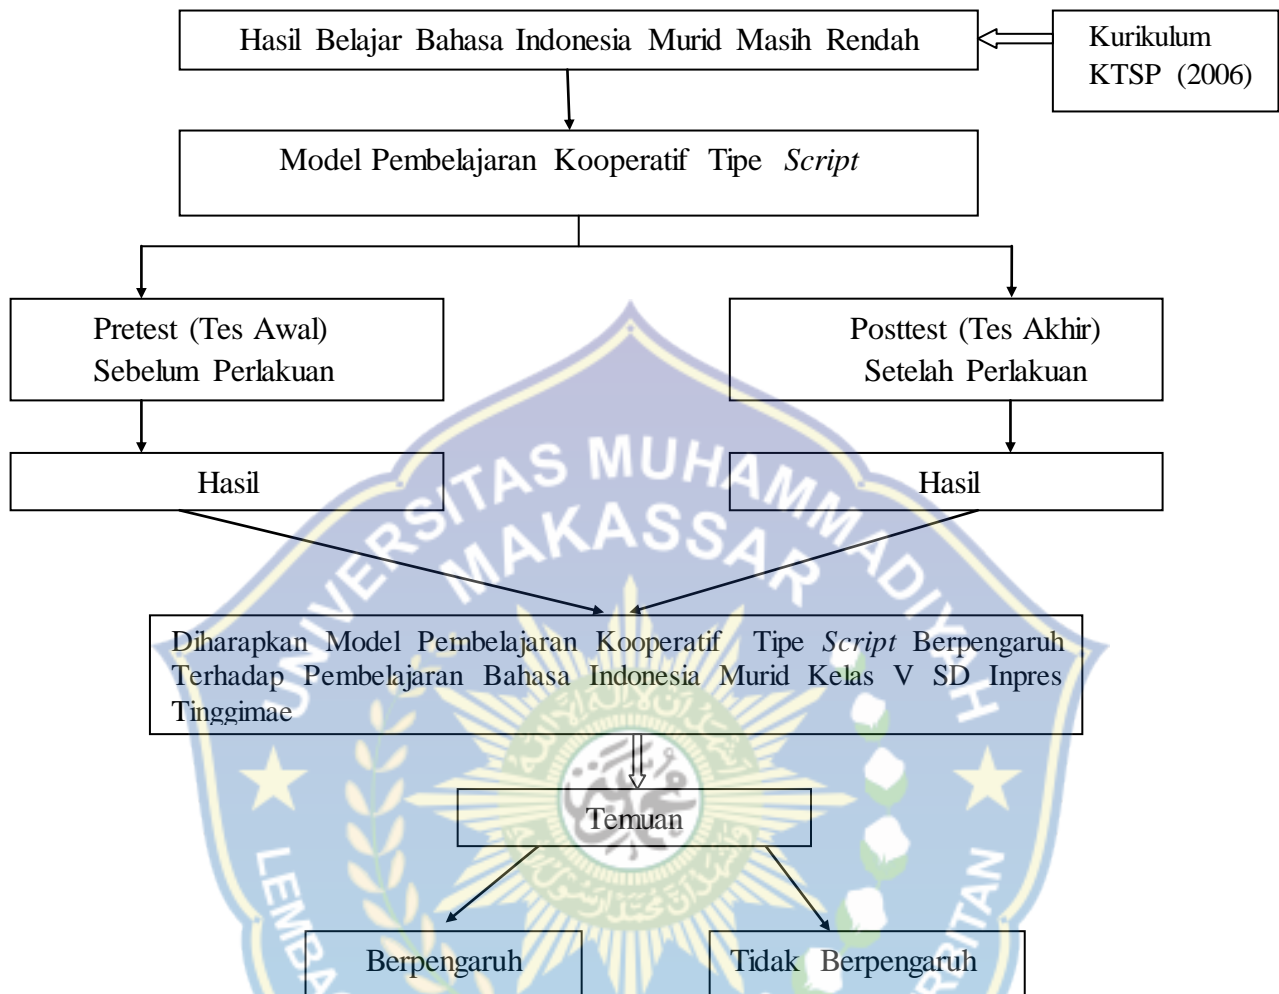 Hasil Belajar Bahasa Indonesia Murid Masih Rendah
Kurikulum
KTSP (2006)
Model Pembelajaran Kooperatif Tipe Script
Pretest (Tes Awal)
Sebelum Perlakuan
Posttest (Tes Akhir)
Setelah Perlakuan
Hasil
Hasil
UNIVERSITAS MUHAMMADIYAH
MAKASSAR
Diharapkan Model Pembelajaran Kooperatif Tipe Script Berpengaruh
Terhadap Pembelajaran Bahasa Indonesia Murid Kelas V SD Inpres
Tinggimae
Temuan
Berpengaruh
Tidak Berpengaruh